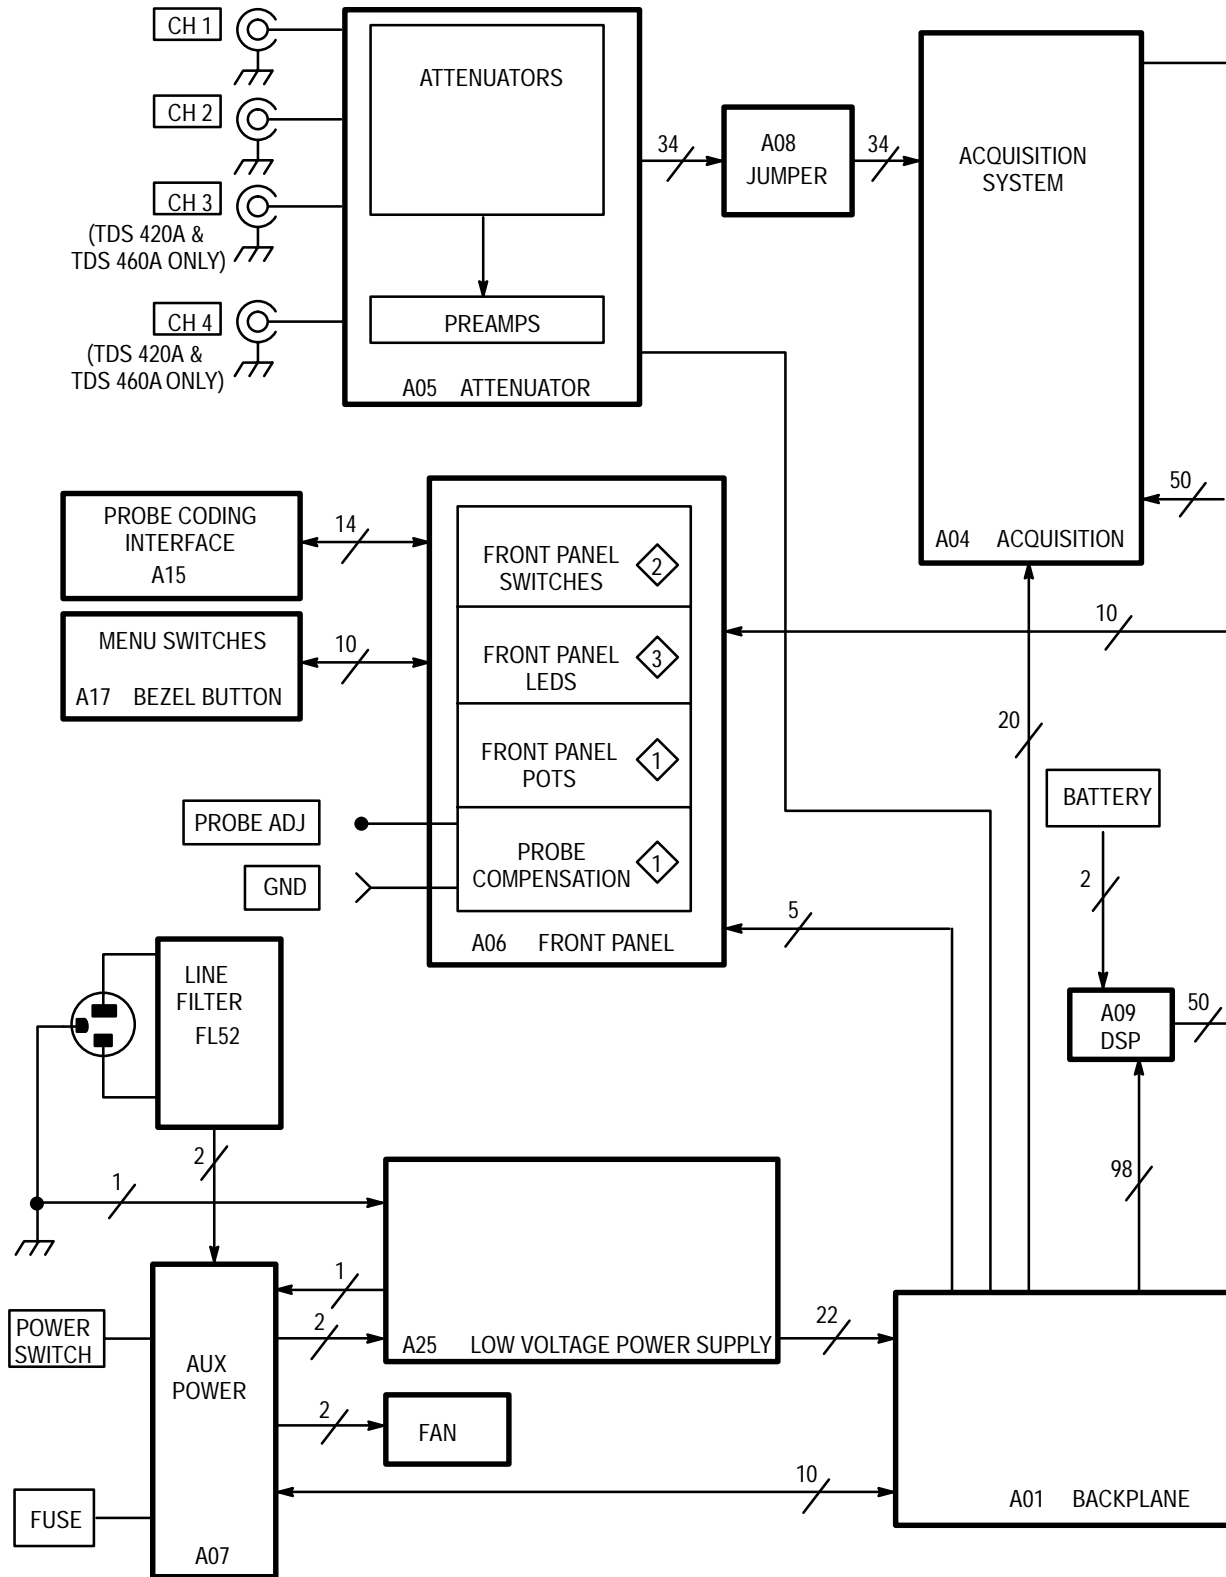 CH 1
CH 2
CH 3
(TDS 420A &
TDS 460A ONLY)
CH 4
(TDS 420A &
TDS 460A ONLY)
ATTENUATORS
PREAMPS
A05 ATTENUATOR
34
A08
JUMPER
34
ACQUISITION
SYSTEM
A04 ACQUISITION
50
PROBE CODING
INTERFACE
A15
14
MENU SWITCHES
A17 BEZEL BUTTON
10
FRONT PANEL
SWITCHES
2
FRONT PANEL
LEDS
3
FRONT PANEL
POTS
1
PROBE
COMPENSATION
1
A06 FRONT PANEL
PROBE ADJ
GND
10
20
BATTERY
2
5
A09
DSP
50
98
LINE
FILTER
FL52
2
1
1
2
A25 LOW VOLTAGE POWER SUPPLY
22
POWER
SWITCH
AUX
POWER
2
FAN
10
FUSE
A07
A01 BACKPLANE